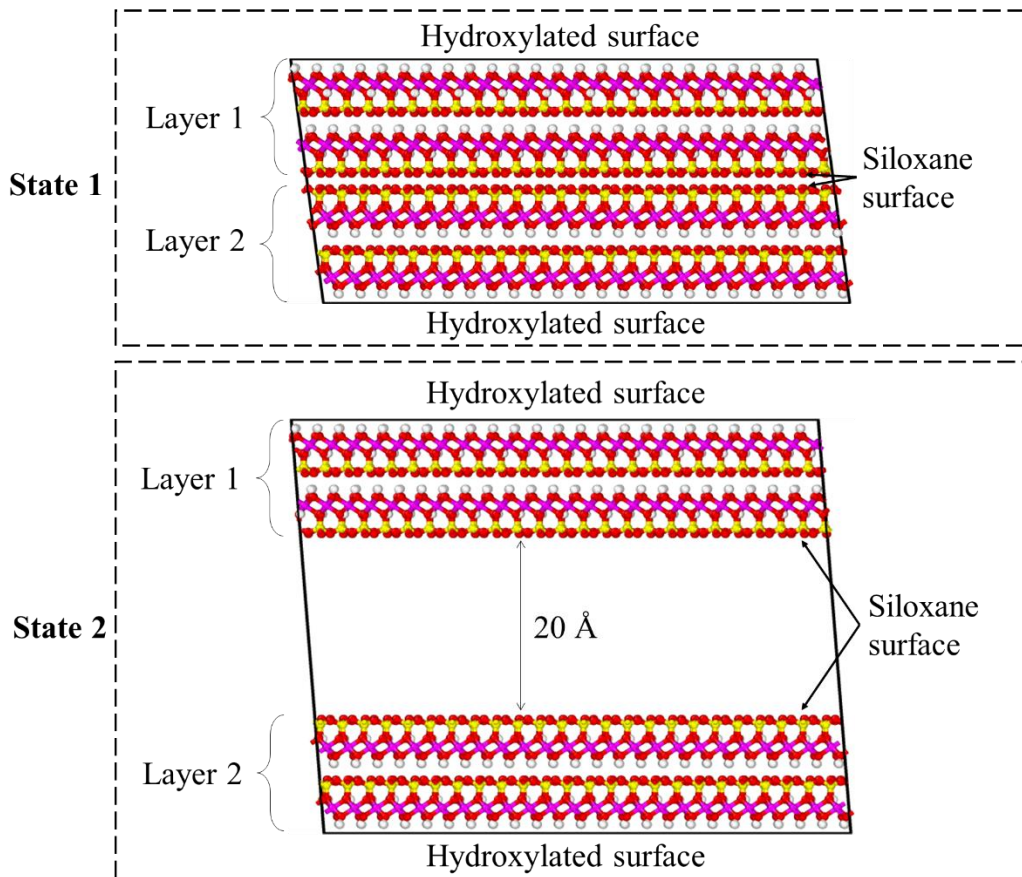 Hydroxylated surface
Layer 1
State 1
Siloxane
surface
Layer 2
Hydroxylated surface
Hydroxylated surface
Layer 1
State 2
20 Å
Siloxane
surface
Layer 2
Hydroxylated surface